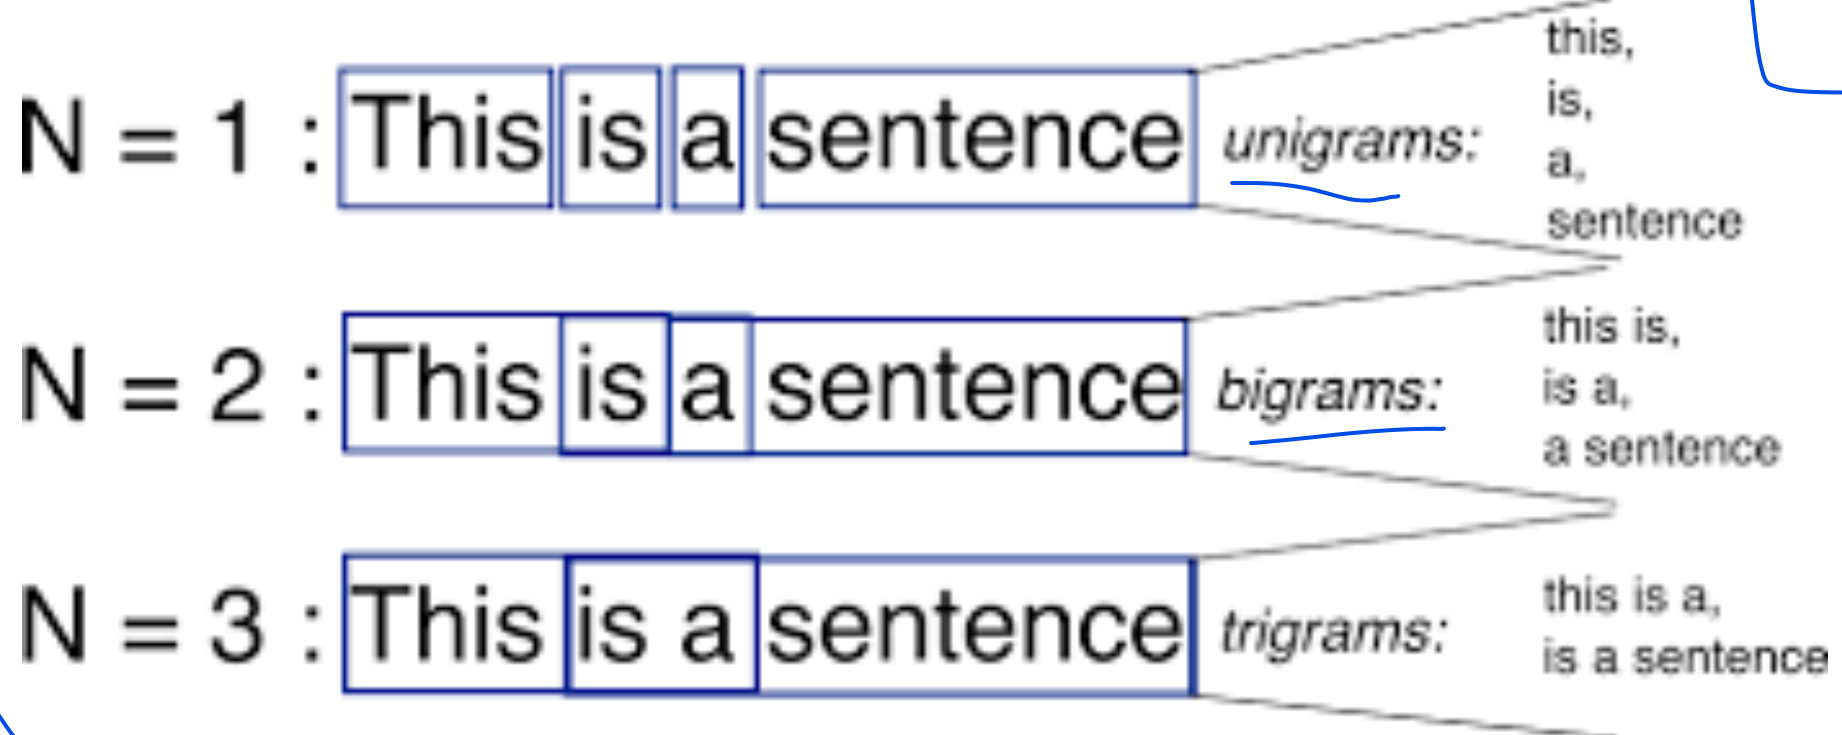 N = 1 : This is a sentence unigrams:
this,
is,
a,
sentence
N = 2 : This is a sentence bigrams:
this is,
is a,
a sentence
N = 3 : This is a sentence trigrams:
this is a,
is a sentence